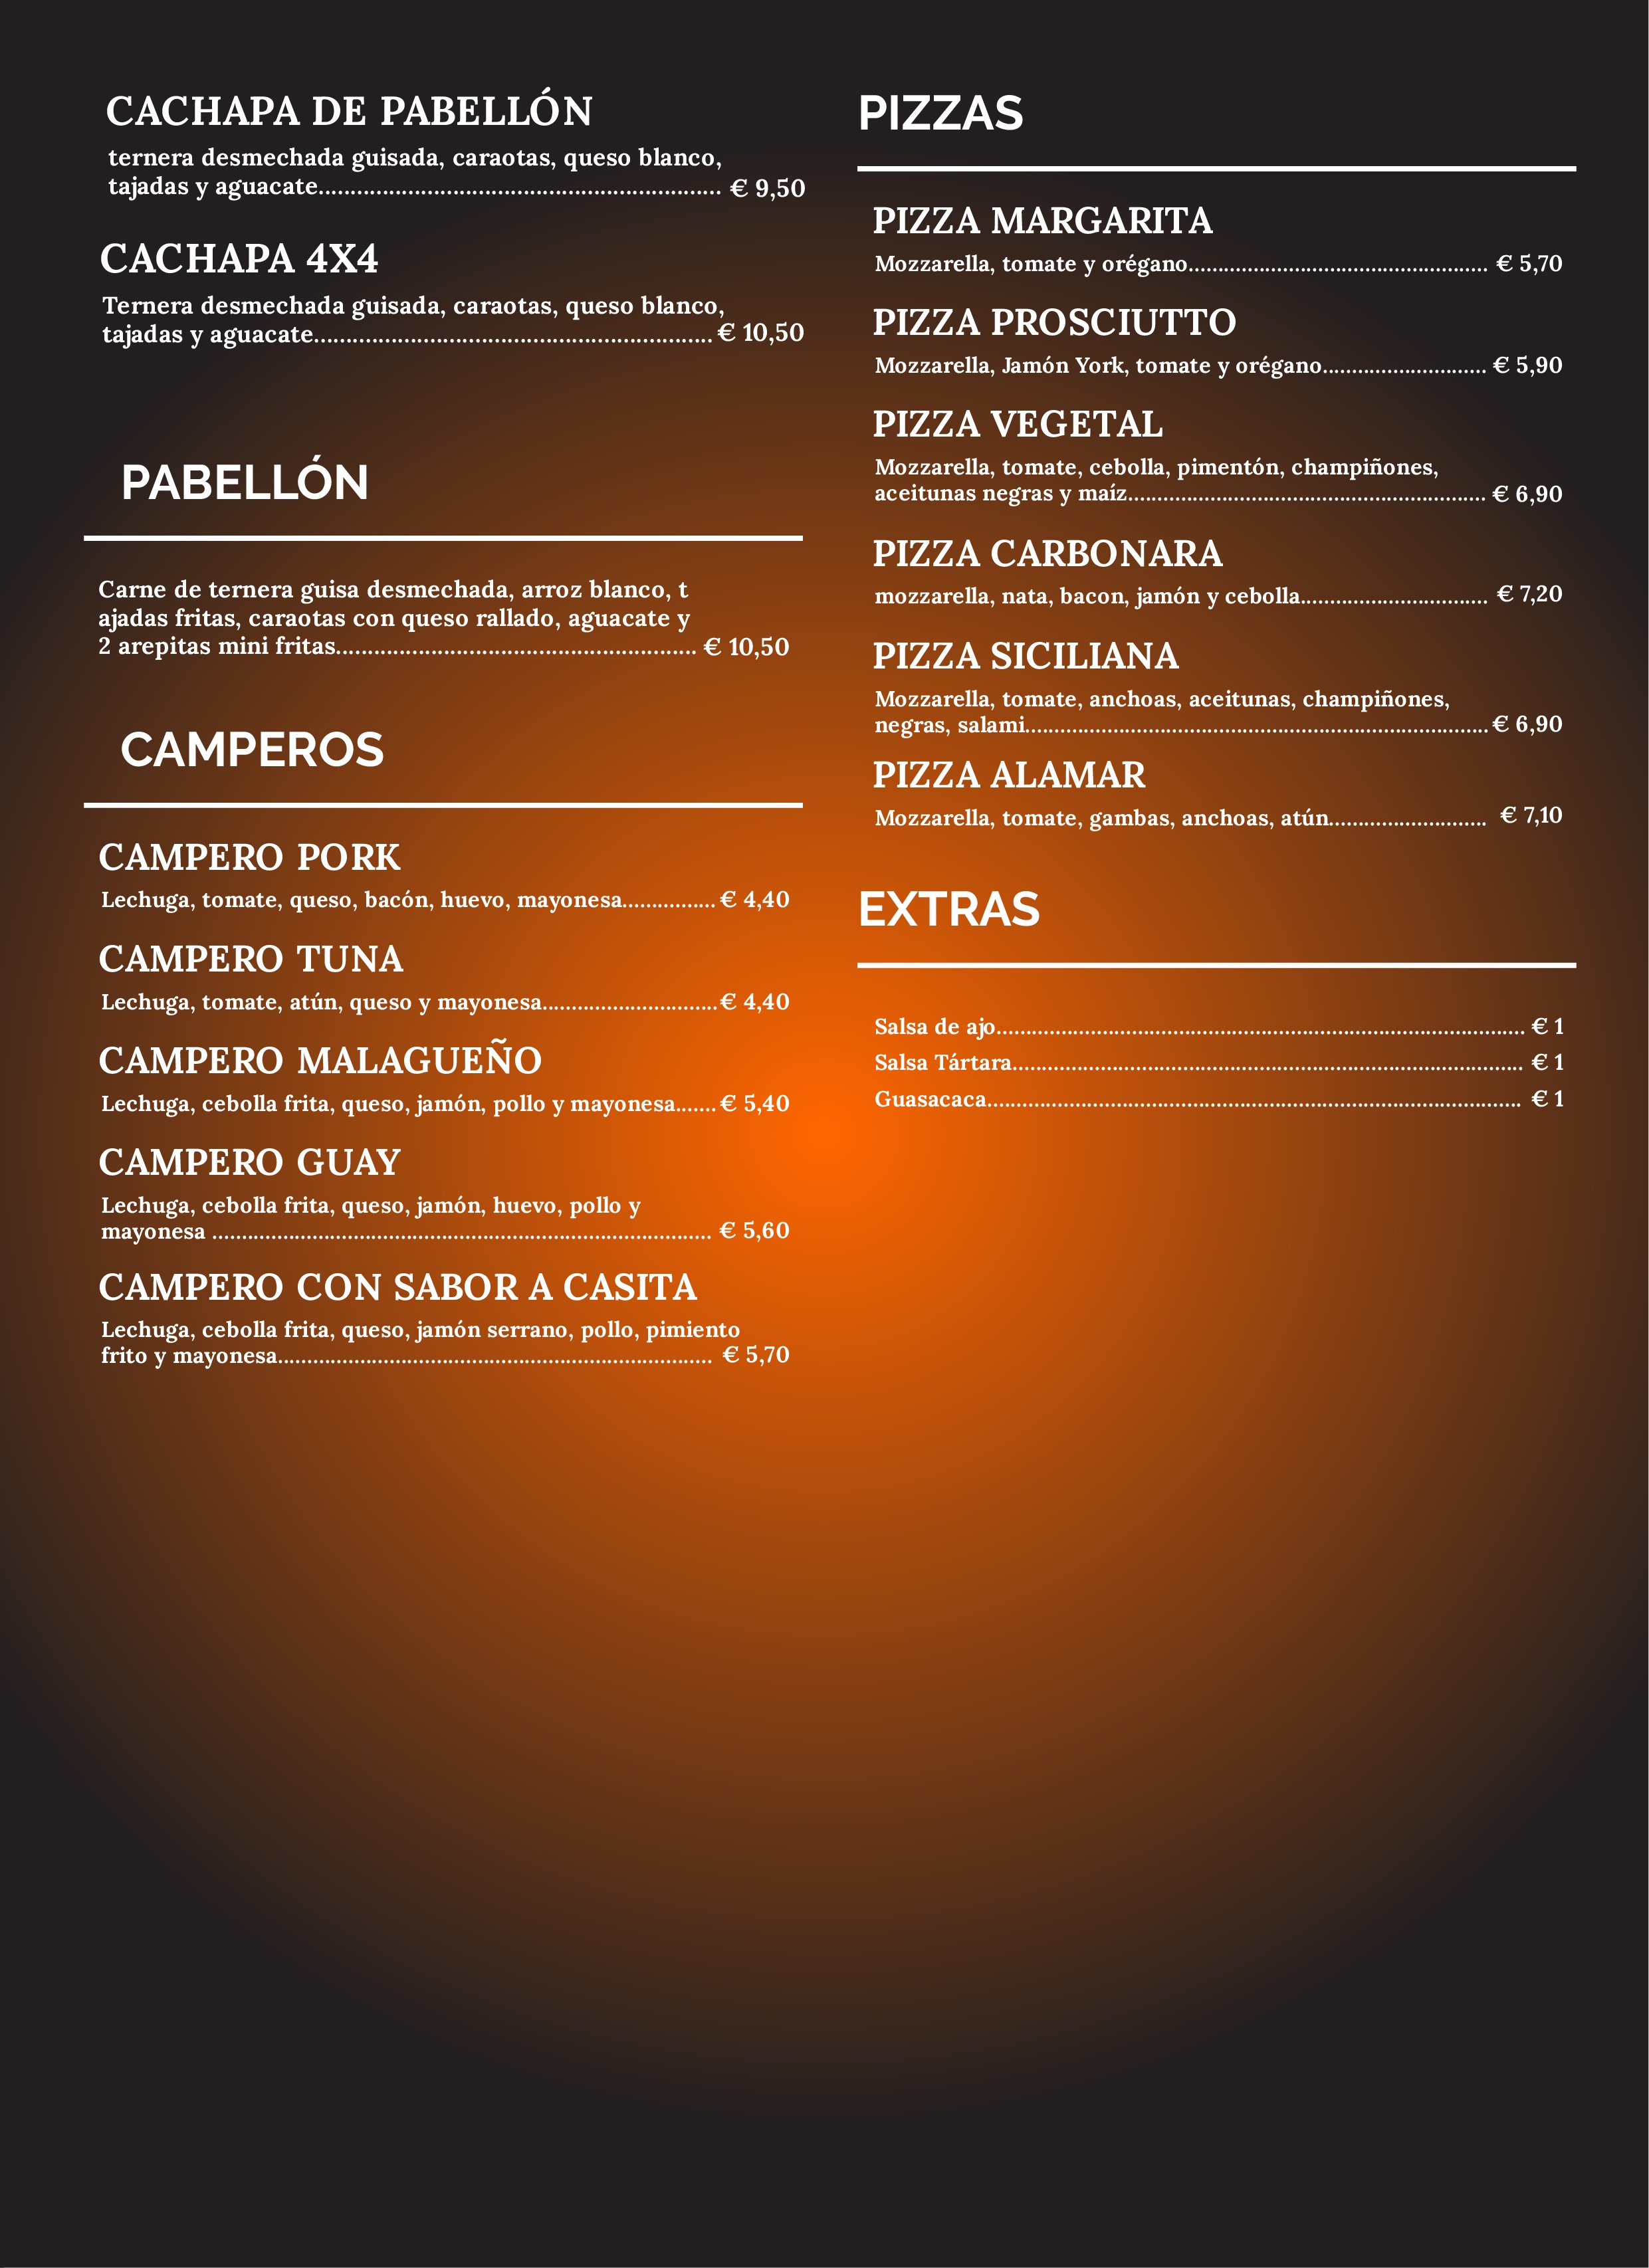 CACHAPA DE PABELLÓN
ternera desmechada guisada, caraotas, queso blanco,
tajadas y aguacate.............................................................. € 9,50
CACHAPA 4X4
Ternera desmechada guisada, caraotas, queso blanco,
tajadas y aguacate............................................................. € 10,50
PABELLÓN
Carne de ternera guisa desmechada, arroz blanco, t
ajadas fritas, caraotas con queso rallado, aguacate y
2 arepitas mini fritas....................................................... € 10,50
CAMPEROS
CAMPERO PORK
Lechuga, tomate, queso, bacón, huevo, mayonesa................ € 4,40
CAMPERO TUNA
Lechuga, tomate, atún, queso y mayonesa.............................. € 4,40
CAMPERO MALAGUEÑO
Lechuga, cebolla frita, queso, jamón, pollo y mayonesa....... € 5,40
CAMPERO GUAY
Lechuga, cebolla frita, queso, jamón, huevo, pollo y
mayonesa ..................................................................................... € 5,60
CAMPERO CON SABOR A CASITA
Lechuga, cebolla frita, queso, jamón serrano, pollo, pimiento
frito y mayonesa.......................................................................... € 5,70
PIZZAS
PIZZA MARGARITA
Mozzarella, tomate y orégano................................................... € 5,70
PIZZA PROSCIUTTO
Mozzarella, Jamón York, tomate y orégano............................ € 5,90
PIZZA VEGETAL
Mozzarella, tomate, cebolla, pimentón, champiñones,
aceitunas negras y maíz............................................................. € 6,90
PIZZA CARBONARA
mozzarella, nata, bacon, jamón y cebolla................................ € 7,20
PIZZA SICILIANA
Mozzarella, tomate, anchoas, aceitunas, champiñones,
negras, salami............................................................................... € 6,90
PIZZA ALAMAR
Mozzarella, tomate, gambas, anchoas, atún........................... € 7,10
EXTRAS
Salsa de ajo.......................................................................................... € 1
Salsa Tártara....................................................................................... € 1
Guasacaca........................................................................................... € 1